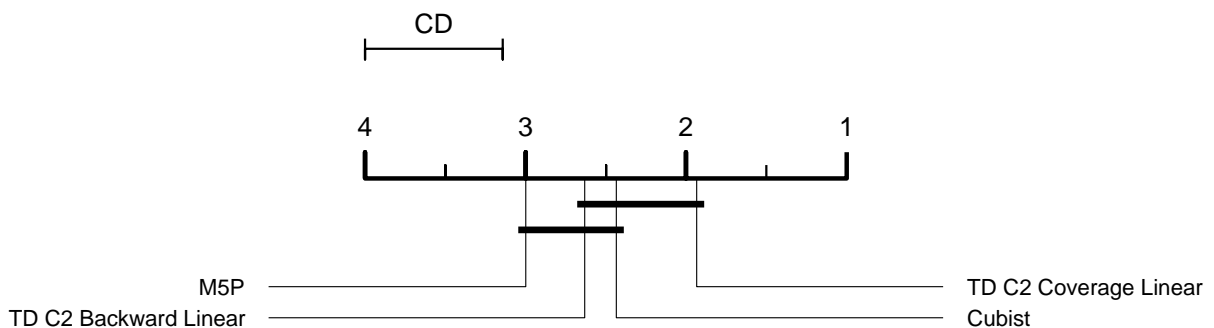 CD
4 3 2 1
M5P TD C2 Coverage Linear
TD C2 Backward Linear Cubist